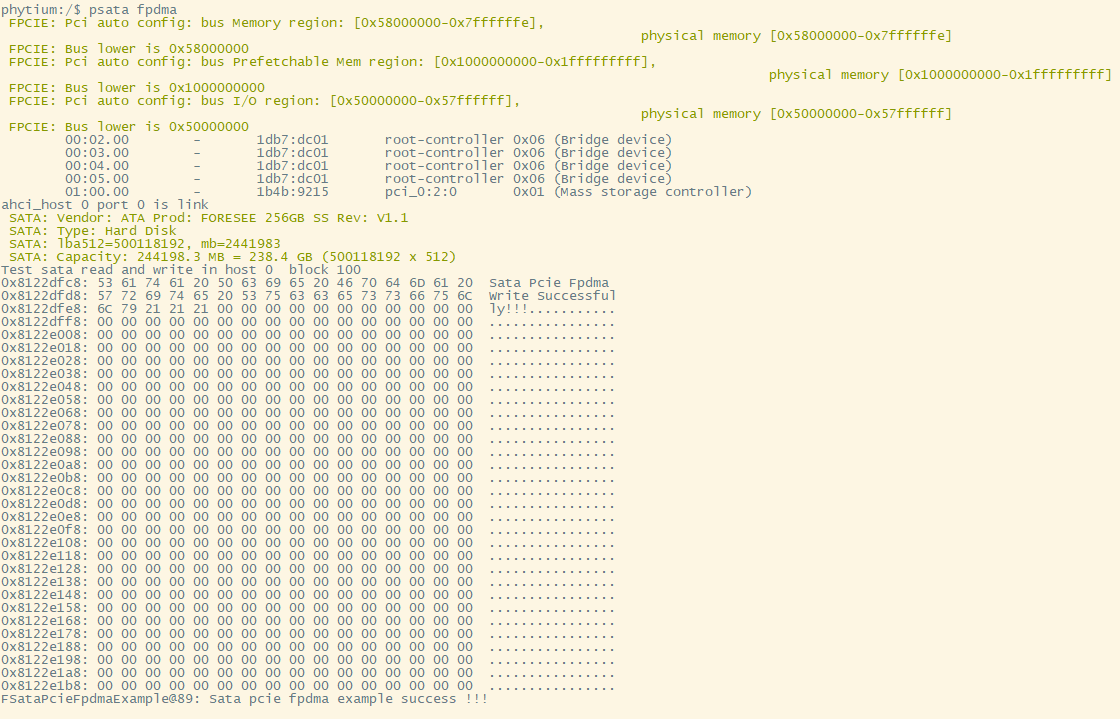 phytium:/$ psata fpdma
FPCIE: Pci auto config: bus Memory region: [0x58000000-0x7ffffffe],
physical memory [0x58000000-0x7ffffffe]
FPCIE: Bus lower is 0x58000000
FPCIE: Pci auto config: bus Prefetchable Mem region: [0x1000000000-0x1fffffffff],
physical memory [0x1000000000-0x1fffffffff]
FPCIE: Bus lower is 0x1000000000
FPCIE: Pci auto config: bus I/O region: [0x50000000-0x57ffffff],
physical memory [0x50000000-0x57ffffff]
FPCIE: Bus lower is 0x50000000
00:02.00 - 1db7:dc01 root-controller 0x06 (Bridge device)
00:03.00 - 1db7:dc01 root-controller 0x06 (Bridge device)
00:04.00 - 1db7:dc01 root-controller 0x06 (Bridge device)
00:05.00 - 1db7:dc01 root-controller 0x06 (Bridge device)
01:00.00 - 1b4b:9215 pci_0:2:0 0x01 (Mass storage controller)
ahci_host 0 port 0 is link
SATA: Vendor: ATA Prod: FORESEE 256GB SS Rev: V1.1
SATA: Type: Hard Disk
SATA: lba512=500118192, mb=2441983
SATA: Capacity: 244198.3 MB = 238.4 GB (500118192 x 512)
Test sata read and write in host 0  block 100
0x8122dfc8: 53 61 74 61 20 50 63 69 65 20 46 70 64 6D 61 20  Sata Pcie Fpdma
0x8122dfd8: 57 72 69 74 65 20 53 75 63 63 65 73 73 66 75 6C  Write Successful
0x8122dfe8: 6C 79 21 21 21 00 00 00 00 00 00 00 00 00 00 00  ly!!!...........
0x8122dff8: 00 00 00 00 00 00 00 00 00 00 00 00 00 00 00 00  ................
0x8122e008: 00 00 00 00 00 00 00 00 00 00 00 00 00 00 00 00  ................
0x8122e018: 00 00 00 00 00 00 00 00 00 00 00 00 00 00 00 00  ................
0x8122e028: 00 00 00 00 00 00 00 00 00 00 00 00 00 00 00 00  ................
0x8122e038: 00 00 00 00 00 00 00 00 00 00 00 00 00 00 00 00  ................
0x8122e048: 00 00 00 00 00 00 00 00 00 00 00 00 00 00 00 00  ................
0x8122e058: 00 00 00 00 00 00 00 00 00 00 00 00 00 00 00 00  ................
0x8122e068: 00 00 00 00 00 00 00 00 00 00 00 00 00 00 00 00  ................
0x8122e078: 00 00 00 00 00 00 00 00 00 00 00 00 00 00 00 00  ................
0x8122e088: 00 00 00 00 00 00 00 00 00 00 00 00 00 00 00 00  ................
0x8122e098: 00 00 00 00 00 00 00 00 00 00 00 00 00 00 00 00  ................
0x8122e0a8: 00 00 00 00 00 00 00 00 00 00 00 00 00 00 00 00  ................
0x8122e0b8: 00 00 00 00 00 00 00 00 00 00 00 00 00 00 00 00  ................
0x8122e0c8: 00 00 00 00 00 00 00 00 00 00 00 00 00 00 00 00  ................
0x8122e0d8: 00 00 00 00 00 00 00 00 00 00 00 00 00 00 00 00  ................
0x8122e0e8: 00 00 00 00 00 00 00 00 00 00 00 00 00 00 00 00  ................
0x8122e0f8: 00 00 00 00 00 00 00 00 00 00 00 00 00 00 00 00  ................
0x8122e108: 00 00 00 00 00 00 00 00 00 00 00 00 00 00 00 00  ................
0x8122e118: 00 00 00 00 00 00 00 00 00 00 00 00 00 00 00 00  ................
0x8122e128: 00 00 00 00 00 00 00 00 00 00 00 00 00 00 00 00  ................
0x8122e138: 00 00 00 00 00 00 00 00 00 00 00 00 00 00 00 00  ................
0x8122e148: 00 00 00 00 00 00 00 00 00 00 00 00 00 00 00 00  ................
0x8122e158: 00 00 00 00 00 00 00 00 00 00 00 00 00 00 00 00  ................
0x8122e168: 00 00 00 00 00 00 00 00 00 00 00 00 00 00 00 00  ................
0x8122e178: 00 00 00 00 00 00 00 00 00 00 00 00 00 00 00 00  ................
0x8122e188: 00 00 00 00 00 00 00 00 00 00 00 00 00 00 00 00  ................
0x8122e198: 00 00 00 00 00 00 00 00 00 00 00 00 00 00 00 00  ................
0x8122e1a8: 00 00 00 00 00 00 00 00 00 00 00 00 00 00 00 00  ................
0x8122e1b8: 00 00 00 00 00 00 00 00 00 00 00 00 00 00 00 00  ................
FSataPcieFpdmaExample@89: Sata pcie fpdma example success !!!